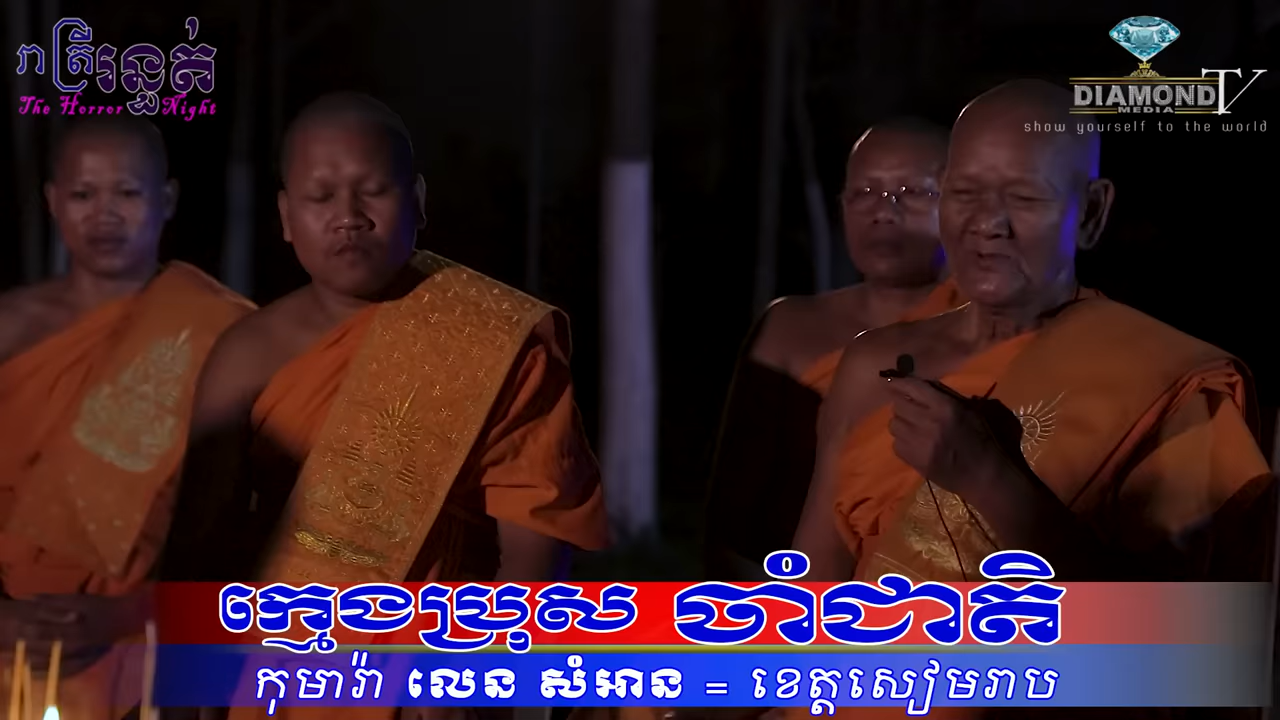 រាត្រីរន្ធត់
The Horror Night
DIAMOND TV
MEDIA
show yourself to the world
ក្មេងប្រុស ចាំជាតិ
កុមារ៉ា លេន សំអាន = ខេត្តសៀមរាប